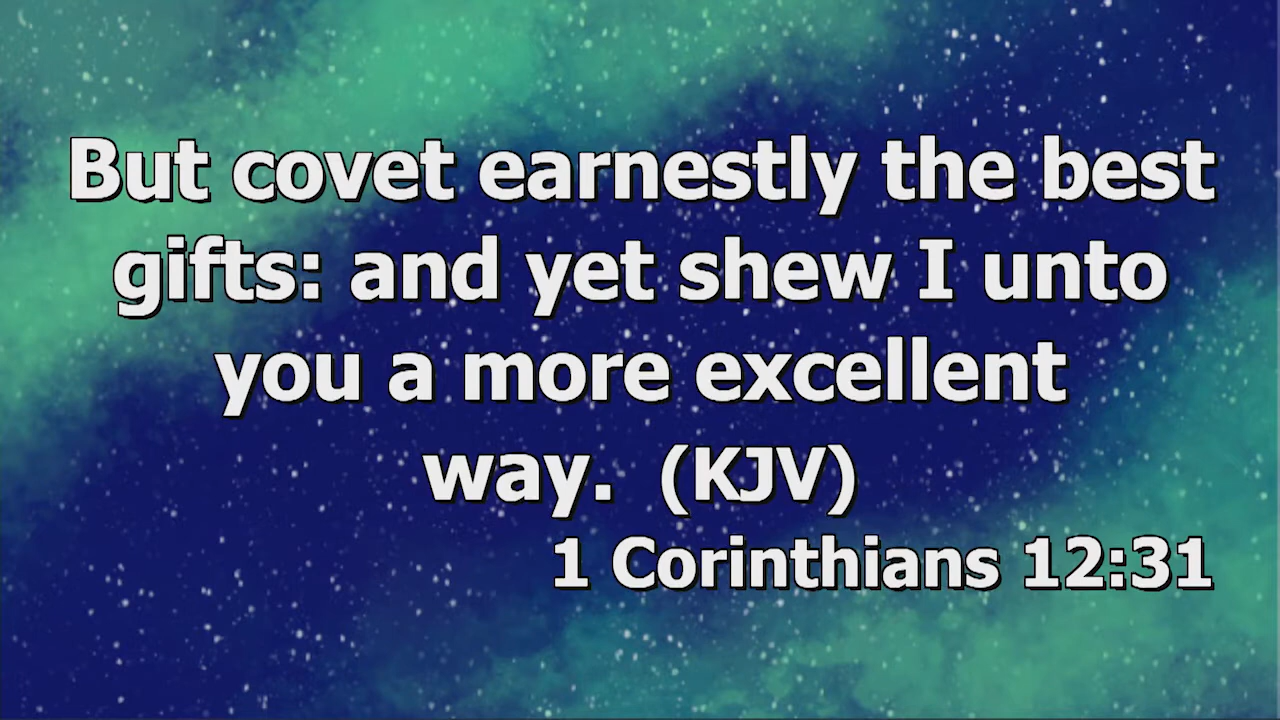 But covet earnestly the best
gifts: and yet shew I unto
you a more excellent
way.  (KJV)
1 Corinthians 12:31